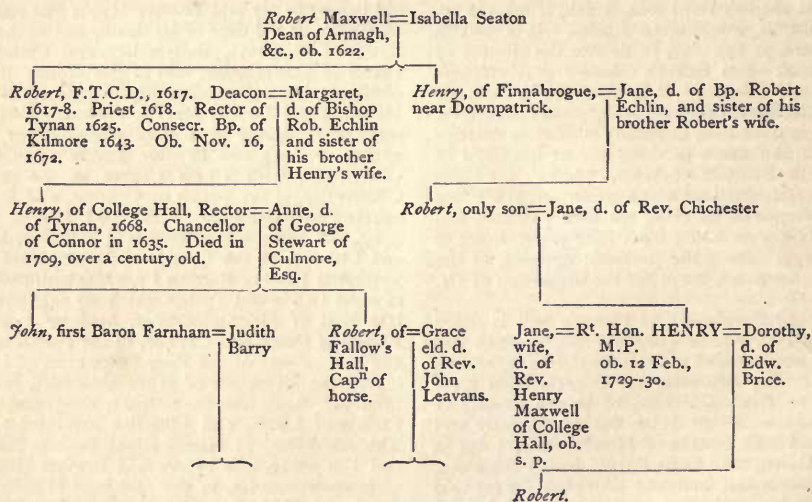 Robert Maxwell=Isabella Seaton
Dean of Armagh,
&c., ob. 1622.
Robert, F.T.C.D., 1617. Deacon=Margaret,
1617-8. Priest 1618. Rector of d. of Bishop
Tynan 1625. Consecr. Bp. of Rob. Echlin
Kilmore 1643. Ob. Nov. 16, and sister of
1672. his brother
Henry's wife.
Henry, of Finnabrogue,=Jane, d. of Bp. Robert
near Downpatrick. Echlin, and sister of his
brother Robert's wife.
Henry, of College Hall, Rector=Anne, d.
of Tynan, 1668. Chancellor of George
of Connor in 1635. Died in Stewart of
1709, over a century old. Culmore,
Esq.
Robert, only son=Jane, d. of Rev. Chichester
John, first Baron Farnham=Judith
Barry
Robert, of=Grace
Fallow's eld. d.
Hall, of Rev.
Capn of John
horse. Leavans.
Jane,=Rt. Hon. HENRY=Dorothy,
wife, M.P. d. of
d. of ob. 12 Feb., Edw.
Rev. 1729--30. Brice.
Henry
Maxwell
of College
Hall, ob.
s. p.
Robert.